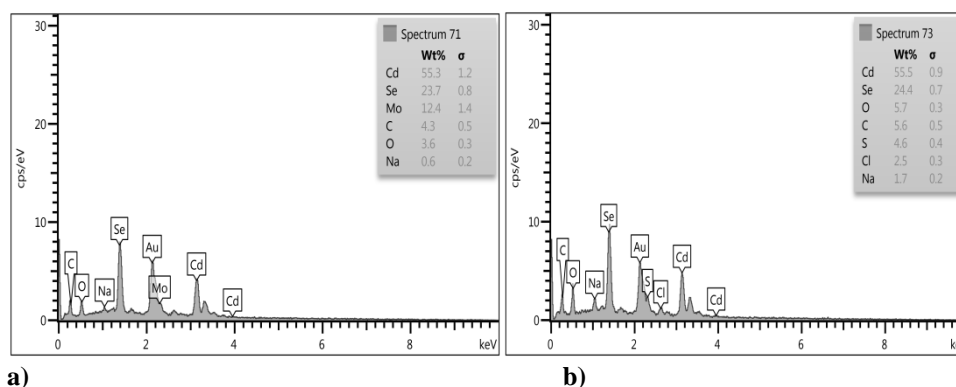 30
20
10
0
cps/eV
0
2
4
6
8
keV
Spectrum 71
Wt% σ
Cd 55.3 1.2
Se 23.7 0.8
Mo 12.4 1.4
C 4.3 0.5
O 3.6 0.3
Na 0.6 0.2
C
O
Na
Se
Au
Mo
Cd
Cd
a)
30
20
10
0
cps/eV
0
2
4
6
8
ke
Spectrum 73
Wt% σ
Cd 55.5 0.9
Se 24.4 0.7
O 5.7 0.3
C 5.6 0.5
S 4.6 0.4
Cl 2.5 0.3
Na 1.7 0.2
C
O
Na
Se
Au
S
Cl
Cd
Cd
b)